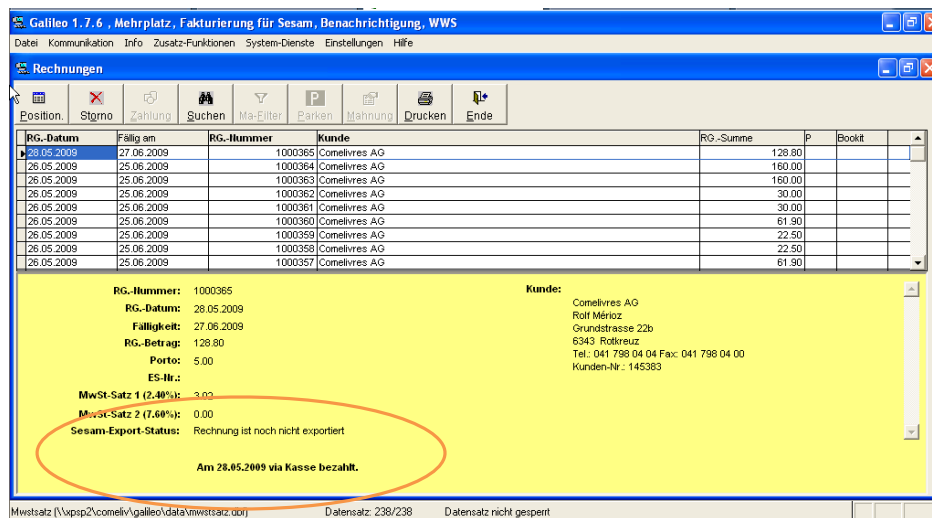 Galileo 1.7.6 , Mehrplatz, Fakturierung für Sesam, Benachrichtigung, WWS
Datei Kommunikation Info Zusatz-Funktionen System-Dienste Einstellungen Hilfe
Rechnungen
Position. Storno Zahlung Suchen Ma-Filter Parken Mahnung Drucken Ende
RG.-Datum Fällig am RG.-Nummer Kunde RG.-Summe P Bookit
28.05.2009 27.06.2009 1000365 Comelivres AG 128.80
26.05.2009 25.06.2009 1000364 Comelivres AG 160.00
26.05.2009 25.06.2009 1000363 Comelivres AG 160.00
26.05.2009 25.06.2009 1000362 Comelivres AG 30.00
26.05.2009 25.06.2009 1000361 Comelivres AG 30.00
26.05.2009 25.06.2009 1000360 Comelivres AG 61.90
26.05.2009 25.06.2009 1000359 Comelivres AG 22.50
26.05.2009 25.06.2009 1000358 Comelivres AG 22.50
26.05.2009 25.06.2009 1000357 Comelivres AG 61.90
RG.-Nummer: 1000365
RG.-Datum: 28.05.2009
Fälligkeit: 27.06.2009
RG.-Betrag: 128.80
Porto: 5.00
ES-Nr.:
MwSt-Satz 1 (2.40%): 3.02
MwSt-Satz 2 (7.60%): 0.00
Sesam-Export-Status: Rechnung ist noch nicht exportiert
Am 28.05.2009 via Kasse bezahlt.
Kunde:
Comelivres AG
Rolf Mérioz
Grundstrasse 22b
6343 Rotkreuz
Tel.: 041 798 04 04 Fax: 041 798 04 00
Kunden-Nr.: 145383
Mwstsatz (\\xpsp2\comeliv\galileo\data\mwstsatz.dbf) Datensatz: 238/238 Datensatz nicht gesperrt